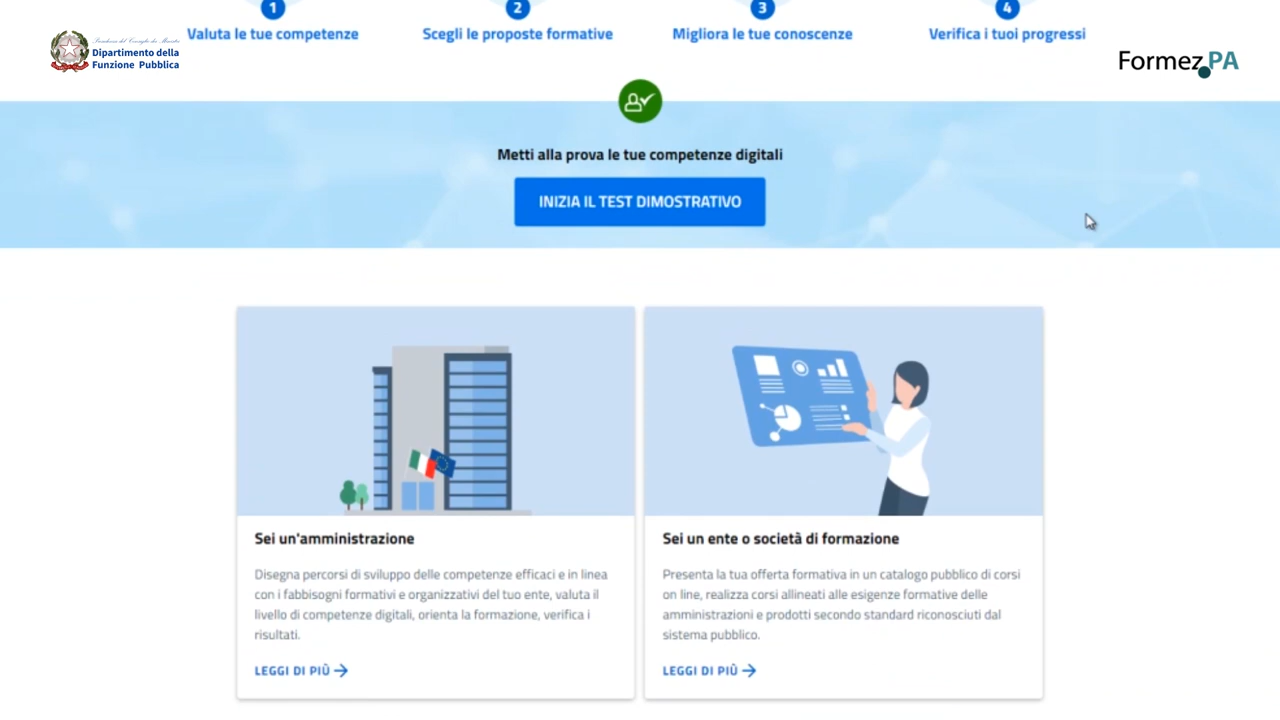 1
2
3
4
Valuta le tue competenze
Scegli le proposte formative
Migliora le tue conoscenze
Verifica i tuoi progressi
Presidenza del Consiglio dei Ministri
Dipartimento della
Funzione Pubblica
Formez PA
Metti alla prova le tue competenze digitali
INIZIA IL TEST DIMOSTRATIVO
Sei un'amministrazione
Disegna percorsi di sviluppo delle competenze efficaci e in linea
con i fabbisogni formativi e organizzativi del tuo ente, valuta il
livello di competenze digitali, orienta la formazione, verifica i
risultati.
LEGGI DI PIÙ
Sei un ente o società di formazione
Presenta la tua offerta formativa in un catalogo pubblico di corsi
on line, realizza corsi allineati alle esigenze formative delle
amministrazioni e prodotti secondo standard riconosciuti dal
sistema pubblico.
LEGGI DI PIÙ